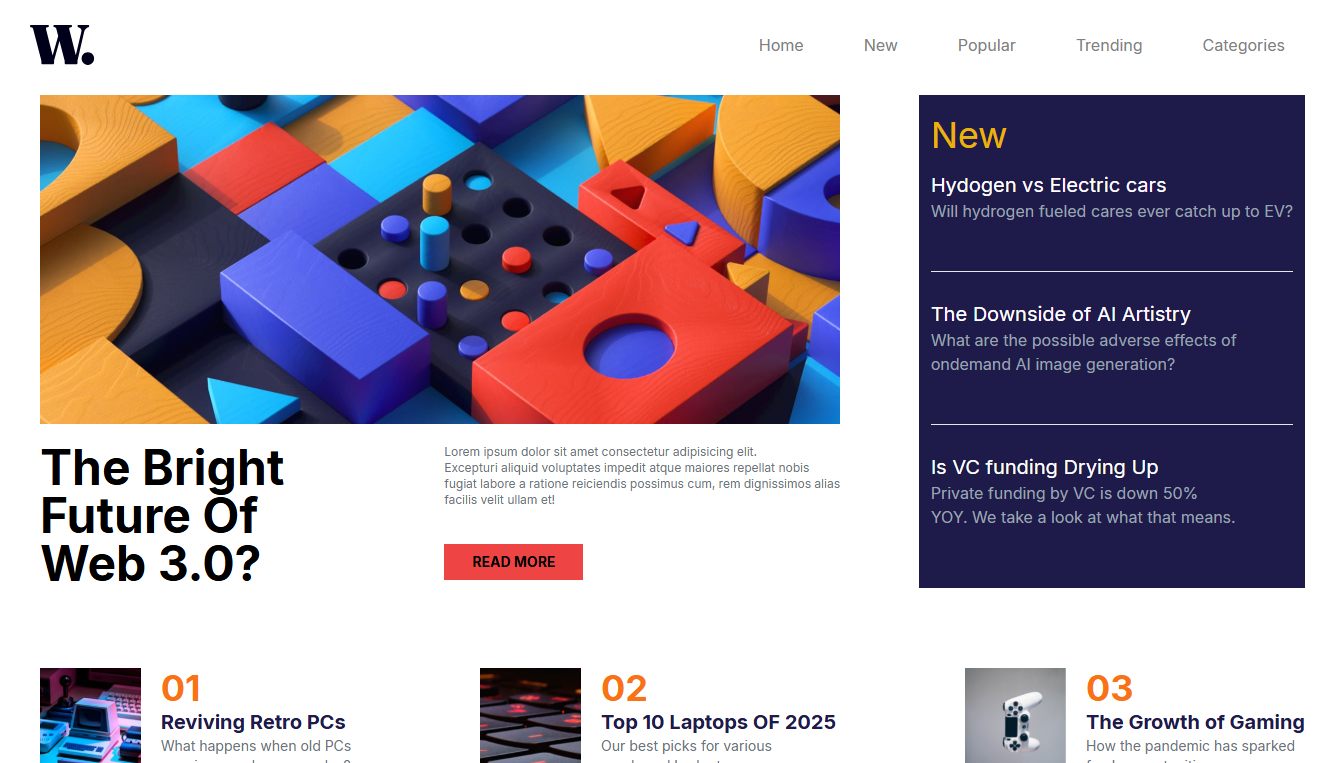 W.
Home
New
Popular
Trending
Categories
New
Hydogen vs Electric cars
Will hydrogen fueled cares ever catch up to EV?
The Downside of AI Artistry
What are the possible adverse effects of
ondemand AI image generation?
Is VC funding Drying Up
Private funding by VC is down 50%
YOY. We take a look at what that means.
The Bright
Future Of
Web 3.0?
Lorem ipsum dolor sit amet consectetur adipisicing elit.
Excepturi aliquid voluptates impedit atque maiores repellat nobis
fugiat labore a ratione reiciendis possimus cum, rem dignissimos alias
facilis velit ullam et!
READ MORE
01
Reviving Retro PCs
What happens when old PCs
02
Top 10 Laptops OF 2025
Our best picks for various
03
The Growth of Gaming
How the pandemic has sparked